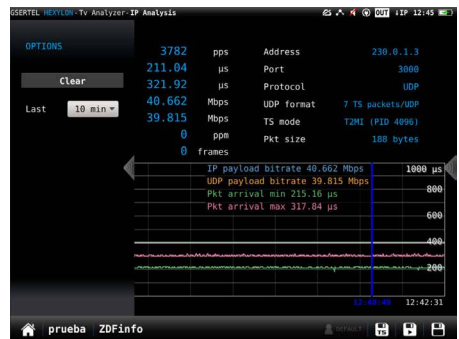 GSERTEL HEXYLON-Tv Analyzer-IP Analysis OUT ↓IP 12:45
OPTIONS
Clear
Last 10 min
3782 pps Address 230.0.1.3
211.04 µs Port 3000
321.92 µs Protocol UDP
40.662 Mbps UDP format 7 TS packets/UDP
39.815 Mbps TS mode T2MI (PID 4096)
0 ppm Pkt size 188 bytes
0 frames
IP payload bitrate 40.662 Mbps 1000 µs
UDP payload bitrate 39.815 Mbps
Pkt arrival min 215.16 µs 800
Pkt arrival max 317.84 µs
600
400
200
12:42:31
prueba ZDFinfo DEFAULT TS